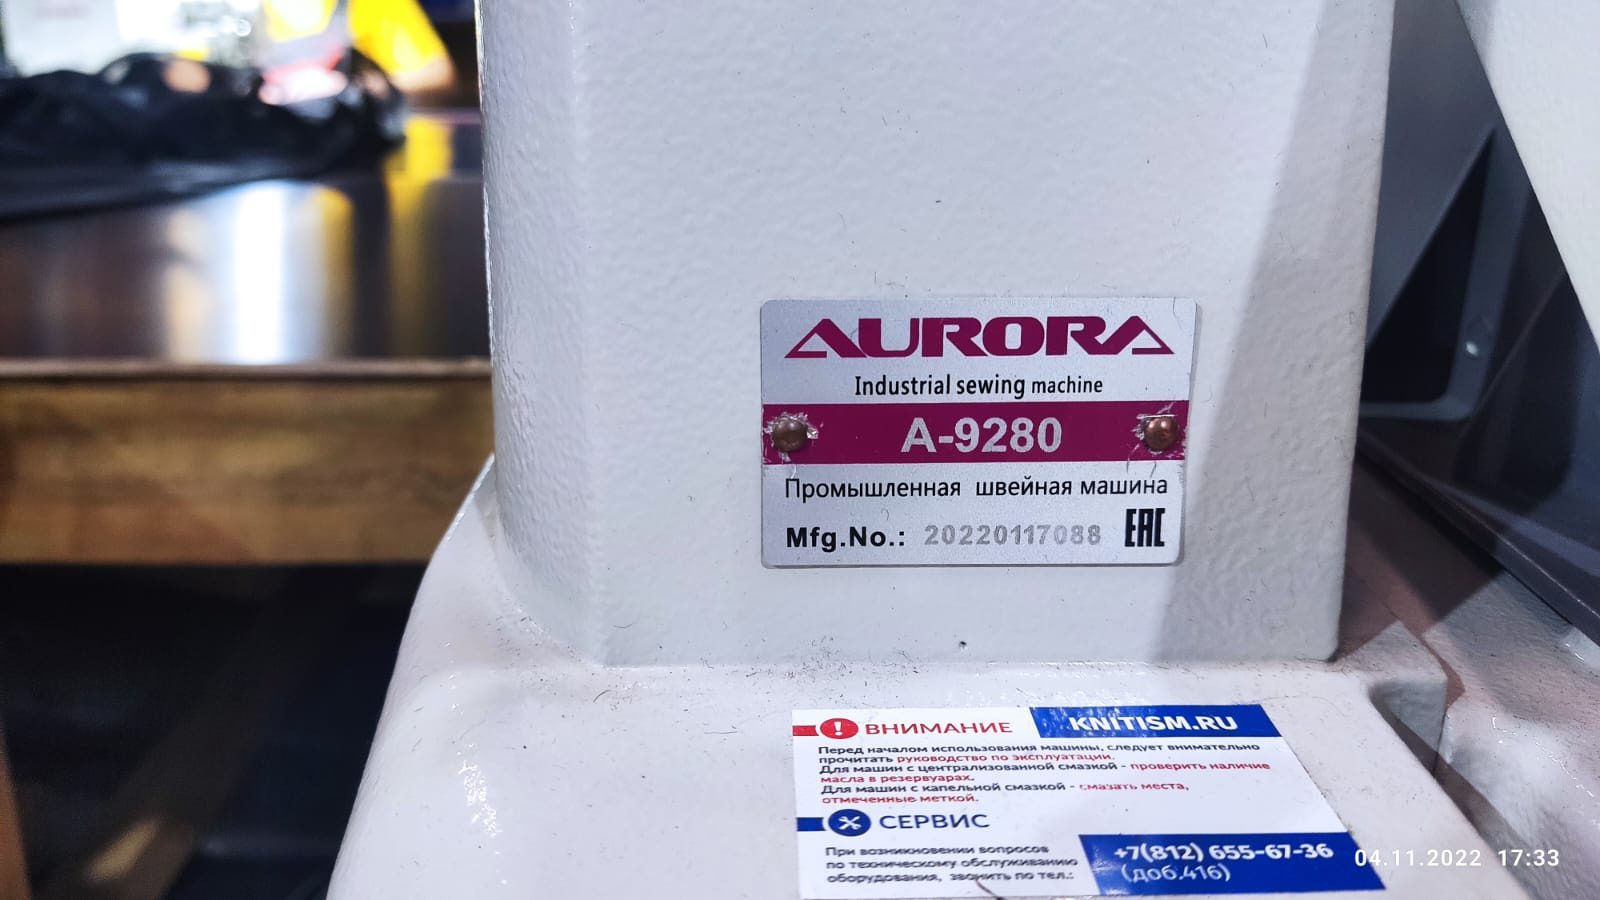 AURORA
Industrial sewing machine
A-9280
Промышленная швейная машина
Mfg.No.: 20220117088 EAC
ВНИМАНИЕ
KNITISM.RU
Перед началом использования машины, следует внимательно
прочитать руководство по эксплуатации.
Для машин с централизованной смазкой - проверить наличие
масла в резервуарах.
Для машин с капельной смазкой - смазать места,
отмеченные меткой.
СЕРВИС
При возникновении вопросов
по техническому обслуживанию
оборудования, звонить по тел.:
+7(812) 655-67-36
(доб.416)
04.11.2022 17:33